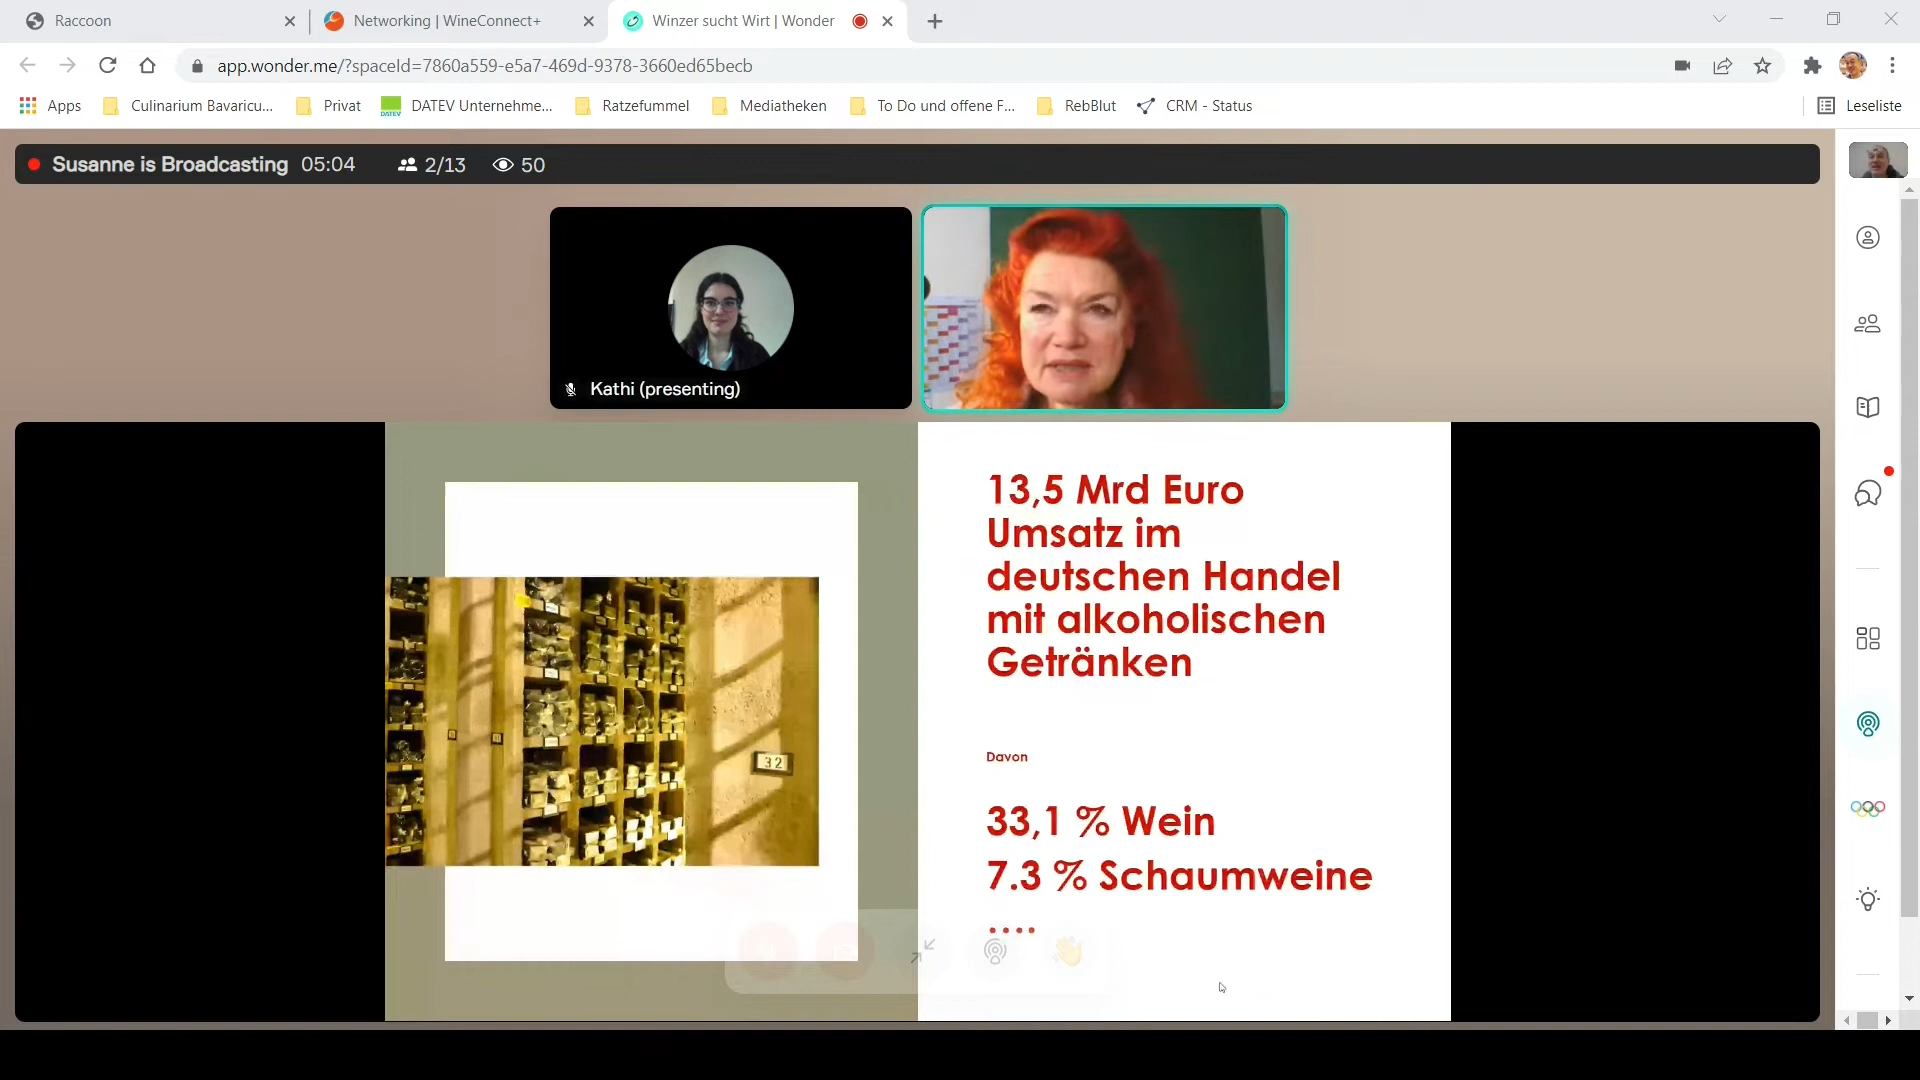 Raccoon
Networking | WineConnect+
Winzer sucht Wirt | Wonder
app.wonder.me/?spaceId=7860a559-e5a7-469d-9378-3660ed65becb
Apps
Culinarium Bavaricu...
Privat
DATEV
DATEV Unternehme...
Ratzefummel
Mediatheken
To Do und offene F...
RebBlut
CRM - Status
Leseliste
Susanne is Broadcasting 05:04 2/13 50
Kathi (presenting)
13,5 Mrd Euro
Umsatz im
deutschen Handel
mit alkoholischen
Getränken
Davon
33,1 % Wein
7.3 % Schaumweine
....
32